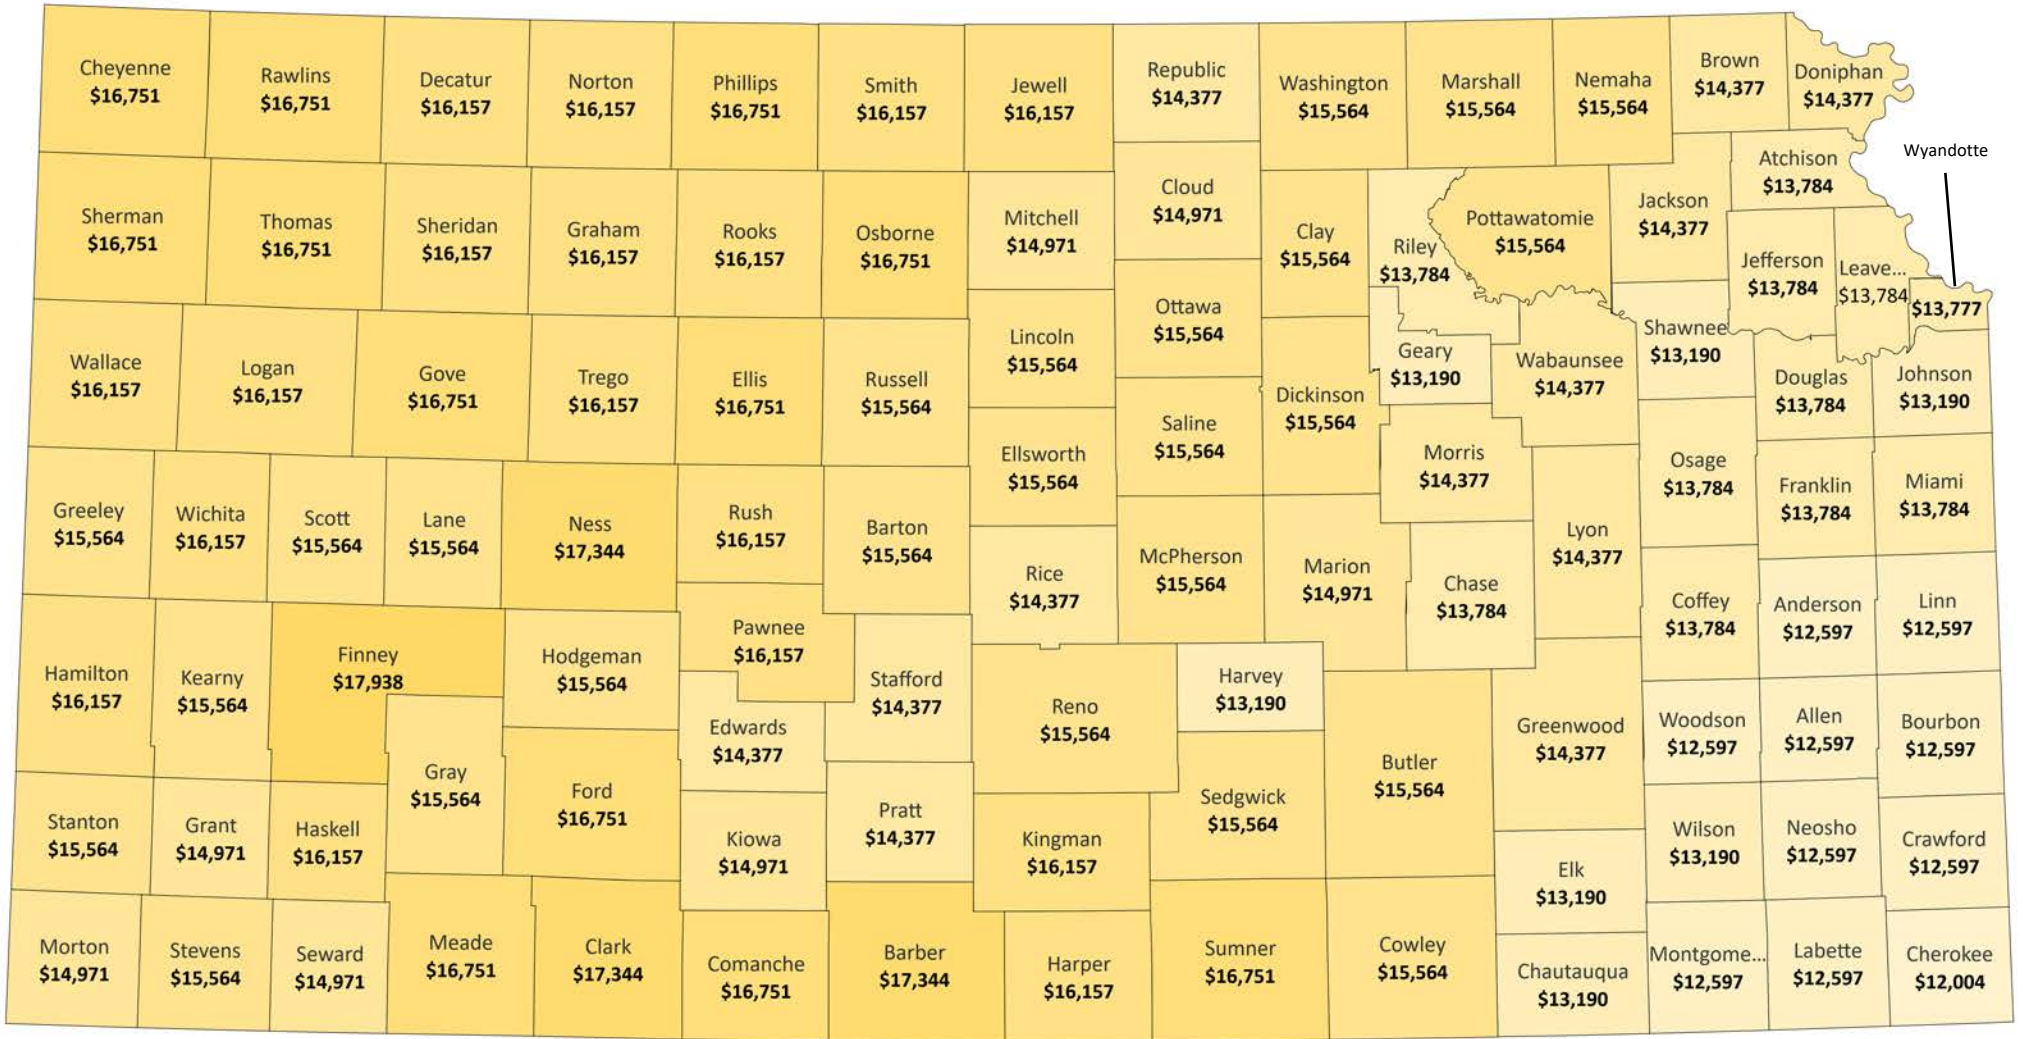 Cheyenne
$16,751
Rawlins
$16,751
Decatur
$16,157
Norton
$16,157
Phillips
$16,751
Smith
$16,157
Jewell
$16,157
Republic
$14,377
Washington
$15,564
Marshall
$15,564
Nemaha
$15,564
Brown
$14,377
Doniphan
$14,377
Wyandotte
$13,777
Atchison
$13,784
Sherman
$16,751
Thomas
$16,751
Sheridan
$16,157
Graham
$16,157
Rooks
$16,157
Osborne
$16,751
Mitchell
$14,971
Cloud
$14,971
Clay
$15,564
Riley
$13,784
Pottawatomie
$15,564
Jackson
$14,377
Jefferson
$13,784
Leave...
$13,784
Ottawa
$15,564
Lincoln
$15,564
Shawnee
$13,190
Geary
$13,190
Wabaunsee
$14,377
Douglas
$13,784
Johnson
$13,190
Wallace
$16,157
Logan
$16,157
Gove
$16,751
Trego
$16,157
Ellis
$16,751
Russell
$15,564
Dickinson
$15,564
Saline
$15,564
Ellsworth
$15,564
Morris
$14,377
Osage
$13,784
Franklin
$13,784
Miami
$13,784
Greeley
$15,564
Wichita
$16,157
Scott
$15,564
Lane
$15,564
Ness
$17,344
Rush
$16,157
Barton
$15,564
Rice
$14,377
McPherson
$15,564
Marion
$14,971
Chase
$13,784
Lyon
$14,377
Coffey
$13,784
Anderson
$12,597
Linn
$12,597
Hamilton
$16,157
Kearny
$15,564
Finney
$17,938
Hodgeman
$15,564
Pawnee
$16,157
Stafford
$14,377
Edwards
$14,377
Reno
$15,564
Harvey
$13,190
Greenwood
$14,377
Woodson
$12,597
Allen
$12,597
Bourbon
$12,597
Gray
$15,564
Ford
$16,751
Butler
$15,564
Sedgwick
$15,564
Stanton
$15,564
Grant
$14,971
Haskell
$16,157
Kiowa
$14,971
Pratt
$14,377
Kingman
$16,157
Elk
$13,190
Wilson
$13,190
Neosho
$12,597
Crawford
$12,597
Morton
$14,971
Stevens
$15,564
Seward
$14,971
Meade
$16,751
Clark
$17,344
Comanche
$16,751
Barber
$17,344
Harper
$16,157
Sumner
$16,751
Cowley
$15,564
Chautauqua
$13,190
Montgome...
$12,597
Labette
$12,597
Cherokee
$12,004